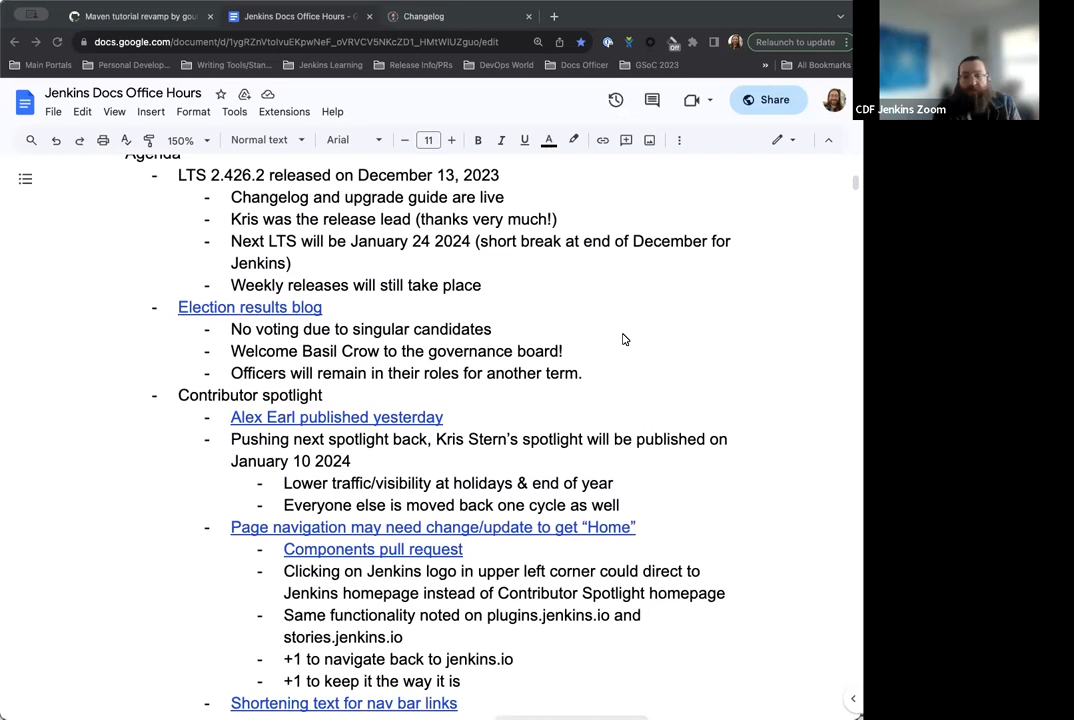 Maven tutorial revamp by gou
Jenkins Docs Office Hours - G
Changelog
docs.google.com/document/d/1ygRZnVtoIvuEKpwNeF_oVRVCV5NKcZD1_HMtWlUZguo/edit
Off
Relaunch to update
Main Portals
Personal Develop...
Writing Tools/Stan...
Jenkins Learning
Release Info/PRs
DevOps World
Docs Officer
GSoC 2023
»
All Bookmarks
CDF Jenkins Zoom
Jenkins Docs Office Hours
File Edit View Insert Format Tools Extensions Help
Share
150% Normal text Arial - 11 + B I U A
Agenda
- LTS 2.426.2 released on December 13, 2023
- Changelog and upgrade guide are live
- Kris was the release lead (thanks very much!)
- Next LTS will be January 24 2024 (short break at end of December for
Jenkins)
- Weekly releases will still take place
- Election results blog
- No voting due to singular candidates
- Welcome Basil Crow to the governance board!
- Officers will remain in their roles for another term.
- Contributor spotlight
- Alex Earl published yesterday
- Pushing next spotlight back, Kris Stern's spotlight will be published on
January 10 2024
- Lower traffic/visibility at holidays & end of year
- Everyone else is moved back one cycle as well
- Page navigation may need change/update to get “Home”
- Components pull request
- Clicking on Jenkins logo in upper left corner could direct to
Jenkins homepage instead of Contributor Spotlight homepage
- Same functionality noted on plugins.jenkins.io and
stories.jenkins.io
- +1 to navigate back to jenkins.io
- +1 to keep it the way it is
- Shortening text for nav bar links